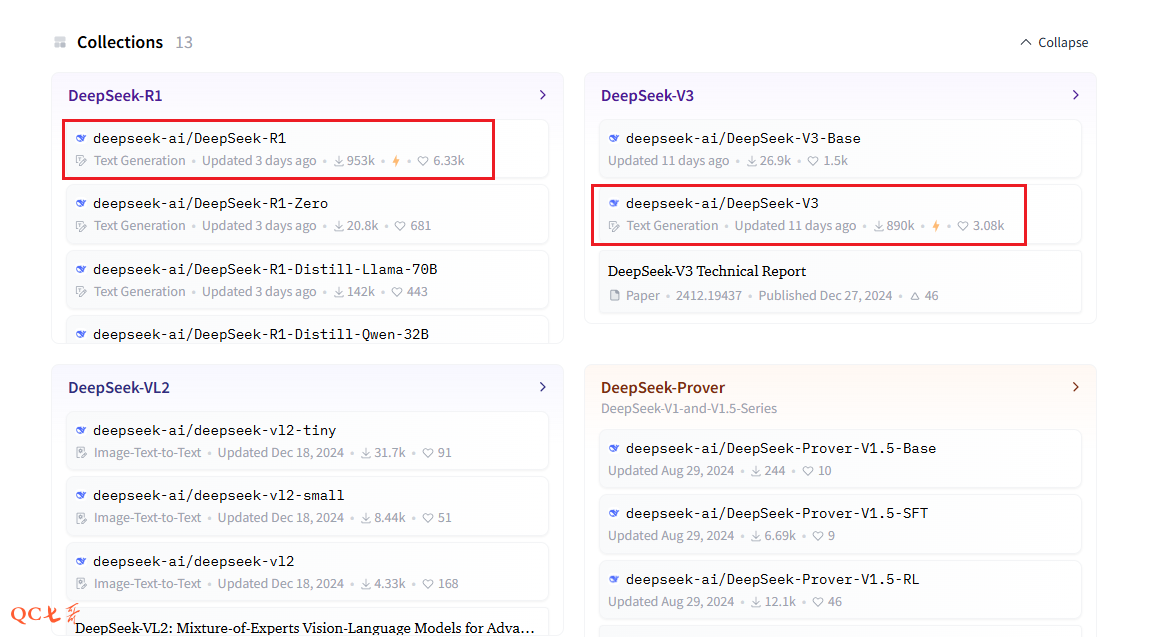 Collections 13
Collapse
DeepSeek-R1
deepseek-ai/DeepSeek-R1
Text Generation • Updated 3 days ago • 953k • 6.33k
deepseek-ai/DeepSeek-R1-Zero
Text Generation • Updated 3 days ago • 20.8k • 681
deepseek-ai/DeepSeek-R1-Distill-Llama-70B
Text Generation • Updated 3 days ago • 142k • 443
deepseek-ai/DeepSeek-R1-Distill-Qwen-32B
DeepSeek-V3
deepseek-ai/DeepSeek-V3-Base
Updated 11 days ago • 26.9k • 1.5k
deepseek-ai/DeepSeek-V3
Text Generation • Updated 11 days ago • 890k • 3.08k
DeepSeek-V3 Technical Report
Paper • 2412.19437 • Published Dec 27, 2024 • 46
DeepSeek-VL2
deepseek-ai/deepseek-vl2-tiny
Image-Text-to-Text • Updated Dec 18, 2024 • 31.7k • 91
deepseek-ai/deepseek-vl2-small
Image-Text-to-Text • Updated Dec 18, 2024 • 8.44k • 51
deepseek-ai/deepseek-vl2
Image-Text-to-Text • Updated Dec 18, 2024 • 4.33k • 168
DeepSeek-VL2: Mixture-of-Experts Vision-Language Models for Adva...
DeepSeek-Prover
DeepSeek-V1-and-V1.5-Series
deepseek-ai/DeepSeek-Prover-V1.5-Base
Updated Aug 29, 2024 • 244 • 10
deepseek-ai/DeepSeek-Prover-V1.5-SFT
Updated Aug 29, 2024 • 6.69k • 9
deepseek-ai/DeepSeek-Prover-V1.5-RL
Updated Aug 29, 2024 • 12.1k • 46
QC七哥